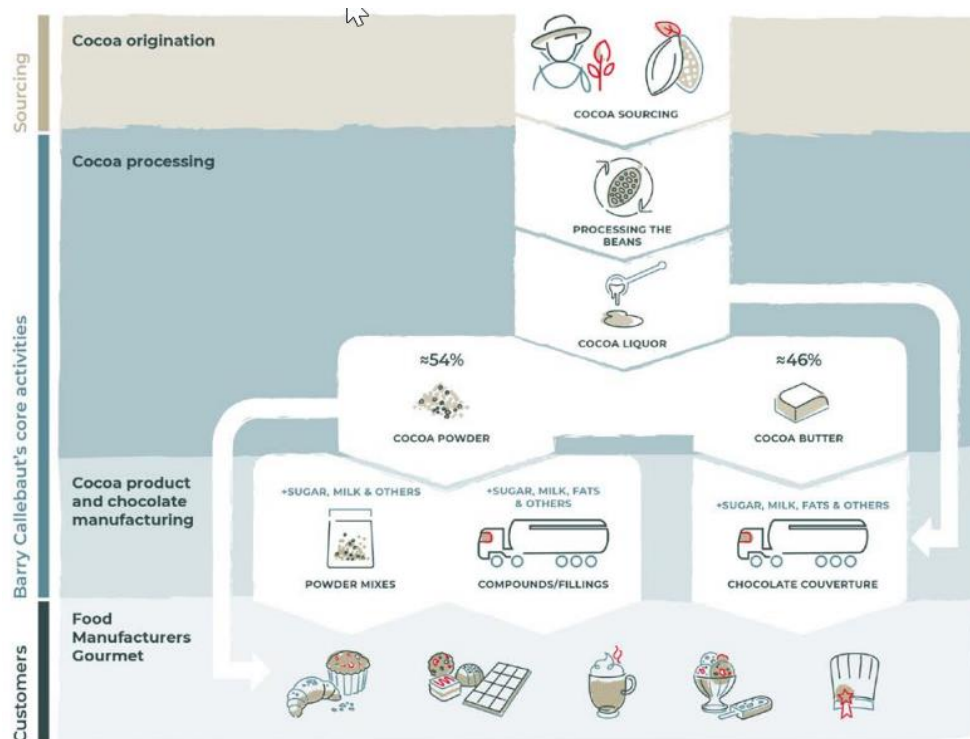 Sourcing
Cocoa origination
COCOA SOURCING
Barry Callebaut's core activities
Cocoa processing
PROCESSING THE
BEANS
COCOA LIQUOR
≈54%
≈46%
COCOA POWDER
COCOA BUTTER
Cocoa product
and chocolate
manufacturing
+SUGAR, MILK & OTHERS
+SUGAR, MILK, FATS
& OTHERS
+SUGAR, MILK, FATS & OTHERS
POWDER MIXES
COMPOUNDS/FILLINGS
CHOCOLATE COUVERTURE
Customers
Food
Manufacturers
Gourmet